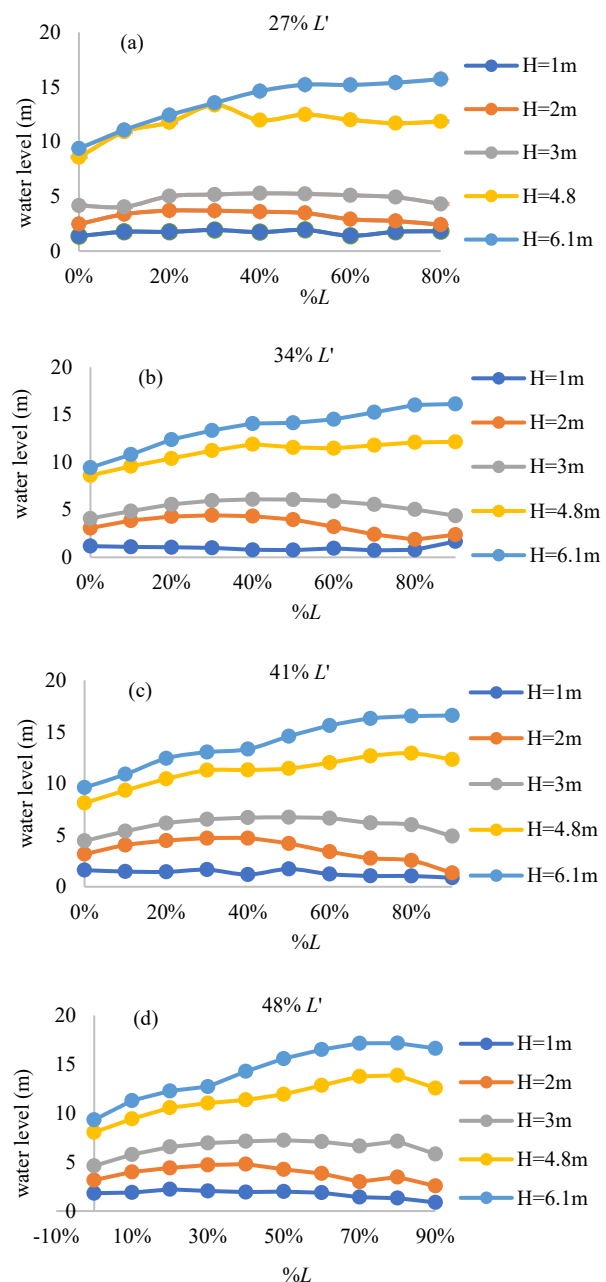 27% L'
(a)
20
15
10
5
0
water level (m)
0% 20% 40% 60% 80%
%L
H=1m
H=2m
H=3m
H=4.8
H=6.1m
34% L'
(b)
20
15
10
5
0
water level (m)
0% 20% 40% 60% 80%
%L
H=1m
H=2m
H=3m
H=4.8m
H=6.1m
41% L'
(c)
20
15
10
5
0
water level (m)
0% 20% 40% 60% 80%
%L
H=1m
H=2m
H=3m
H=4.8m
H=6.1m
48% L'
(d)
20
15
10
5
0
water level (m)
-10% 10% 30% 50% 70% 90%
%L
H=1m
H=2m
H=3m
H=4.8m
H=6.1m